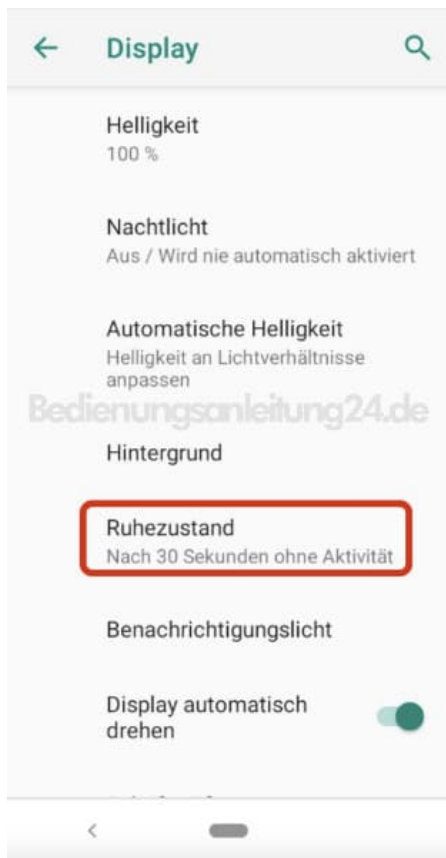 Display
Helligkeit
100 %
Nachtlicht
Aus / Wird nie automatisch aktiviert
Automatische Helligkeit
Helligkeit an Lichtverhältnisse
anpassen
Bedienungsanleitung24.de
Hintergrund
Ruhezustand
Nach 30 Sekunden ohne Aktivität
Benachrichtigungslicht
Display automatisch
drehen